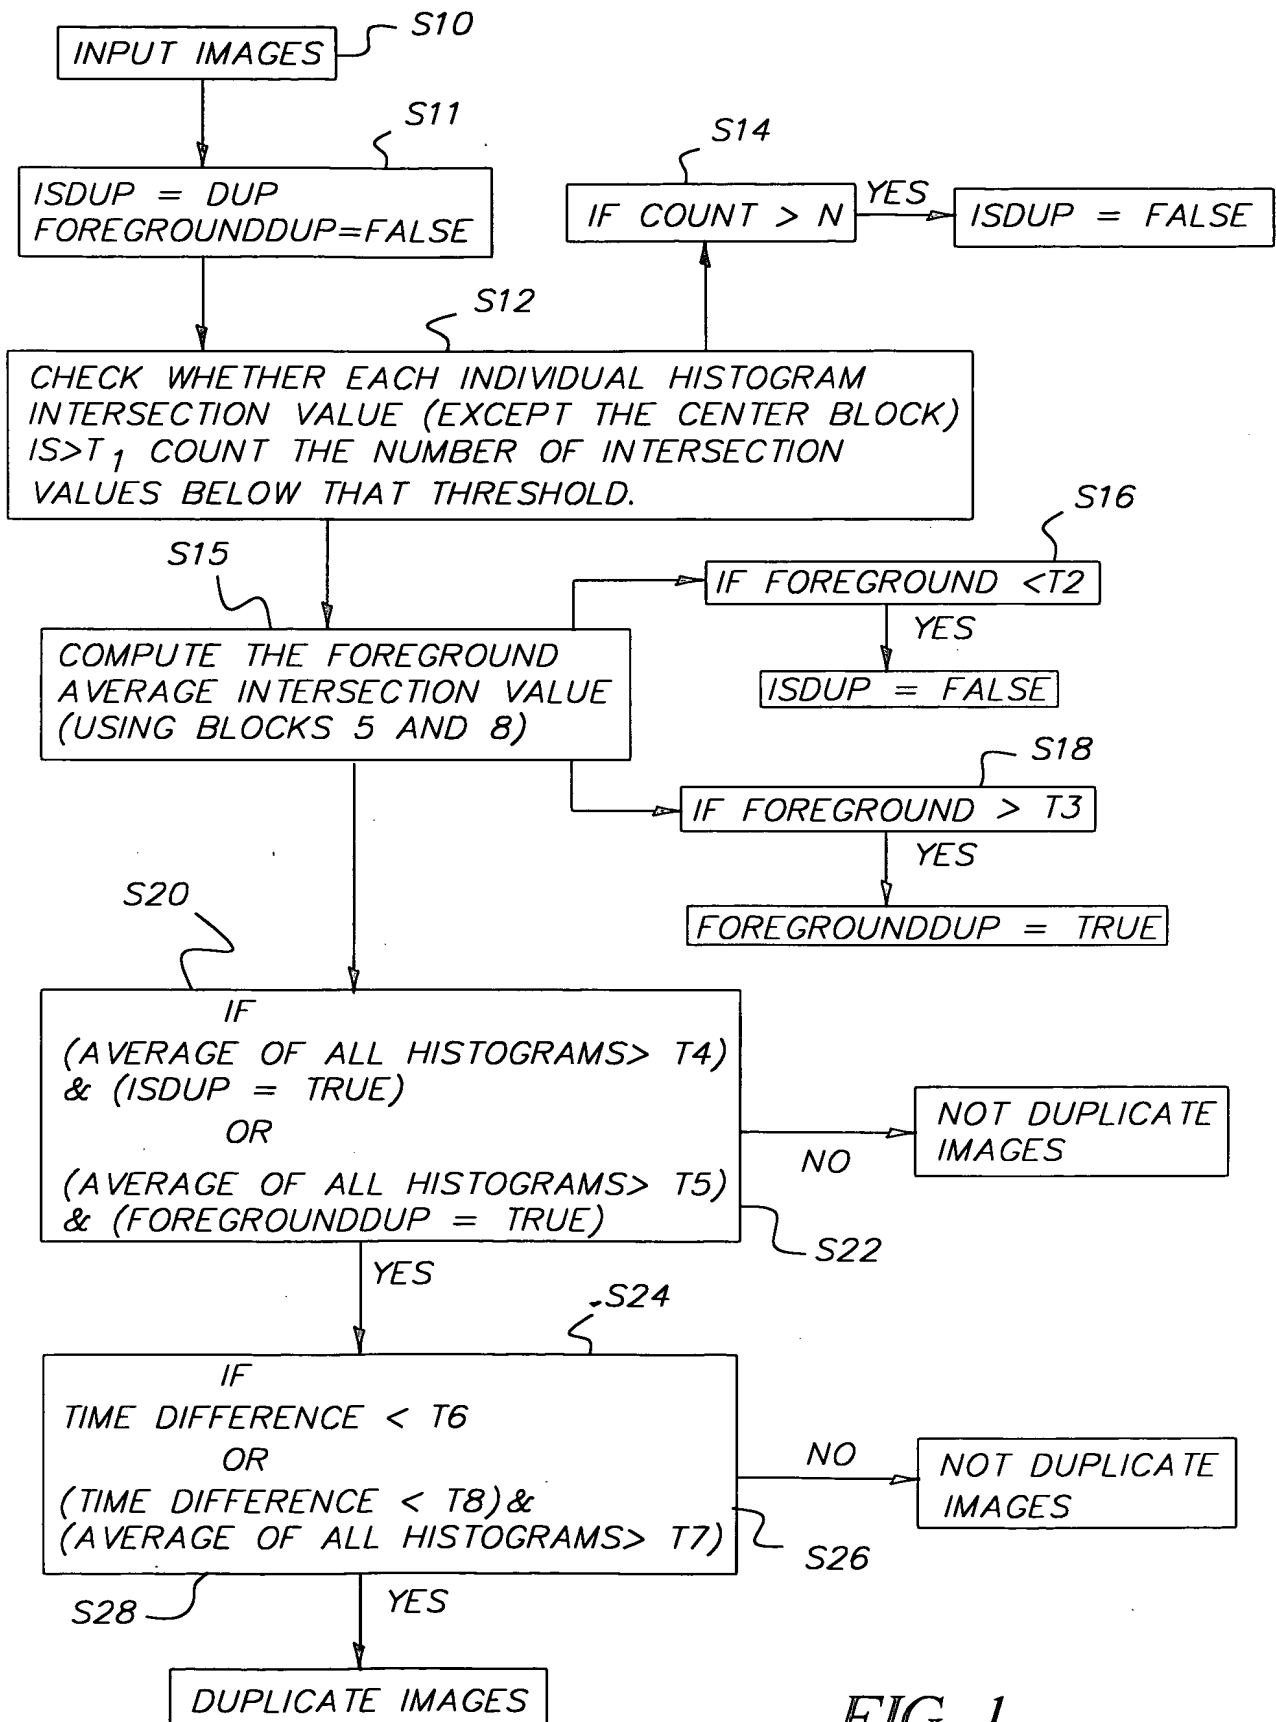 INPUT IMAGES
S10
S11
ISDUP = DUP
FOREGROUNDDUP=FALSE
S14
IF COUNT > N
YES
ISDUP = FALSE
S12
CHECK WHETHER EACH INDIVIDUAL HISTOGRAM
INTERSECTION VALUE (EXCEPT THE CENTER BLOCK)
IS>T1 COUNT THE NUMBER OF INTERSECTION
VALUES BELOW THAT THRESHOLD.
S15
COMPUTE THE FOREGROUND
AVERAGE INTERSECTION VALUE
(USING BLOCKS 5 AND 8)
S16
IF FOREGROUND <T2
YES
ISDUP = FALSE
S18
IF FOREGROUND > T3
YES
FOREGROUNDDUP = TRUE
S20
IF
(AVERAGE OF ALL HISTOGRAMS> T4)
& (ISDUP = TRUE)
OR
(AVERAGE OF ALL HISTOGRAMS> T5)
& (FOREGROUNDDUP = TRUE)
S22
NO
NOT DUPLICATE
IMAGES
YES
S24
IF
TIME DIFFERENCE < T6
OR
(TIME DIFFERENCE < T8)&
(AVERAGE OF ALL HISTOGRAMS> T7)
S26
NO
NOT DUPLICATE
IMAGES
S28
YES
DUPLICATE IMAGES
FIG. 1